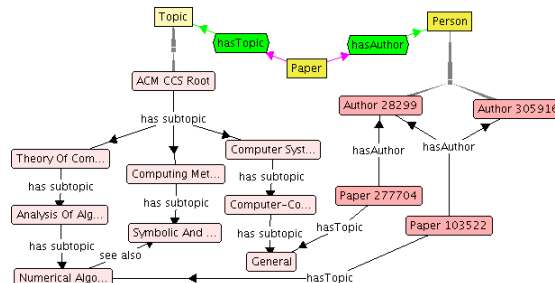 Topic
Person
hasTopic
hasAuthor
Paper
ACM CCS Root
Author 28299
Author 305916
has subtopic
Theory Of Com...
Computer Syst...
hasAuthor
hasAuthor
Computing Met...
has subtopic
has subtopic
has subtopic
Paper 277704
Analysis Of Alg...
Computer-Co...
Symbolic And ...
hasTopic
Paper 103522
has subtopic
has subtopic
see also
General
Numerical Algo...
hasTopic